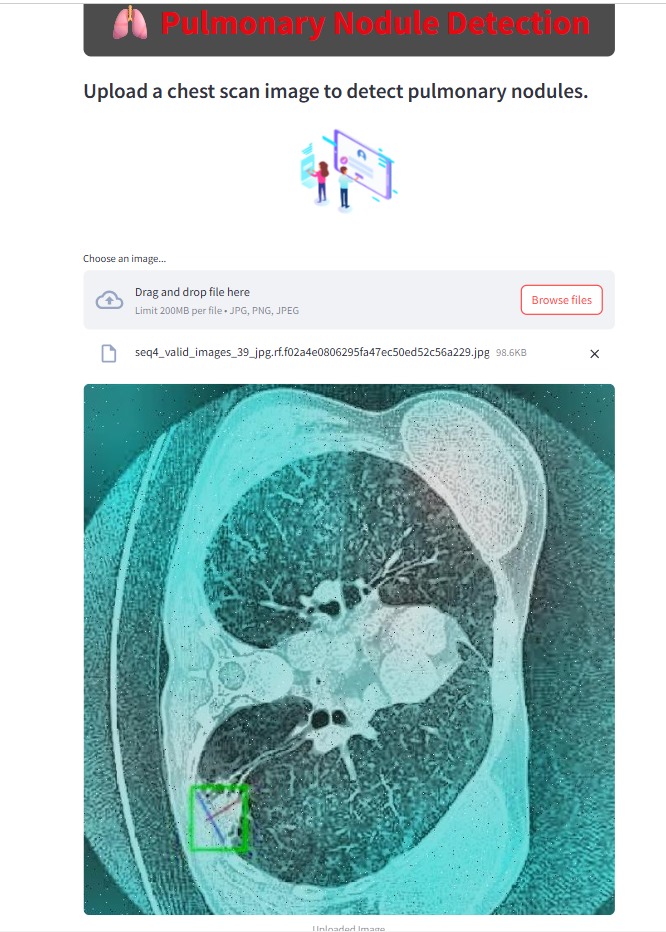 Pulmonary Nodule Detection
Upload a chest scan image to detect pulmonary nodules.
Choose an image...
Drag and drop file here
Limit 200MB per file • JPG, PNG, JPEG
Browse files
seq4_valid_images_39_jpg.rf.f02a4e0806295fa47ec50ed52c56a229.jpg 98.6KB
Uploaded Image